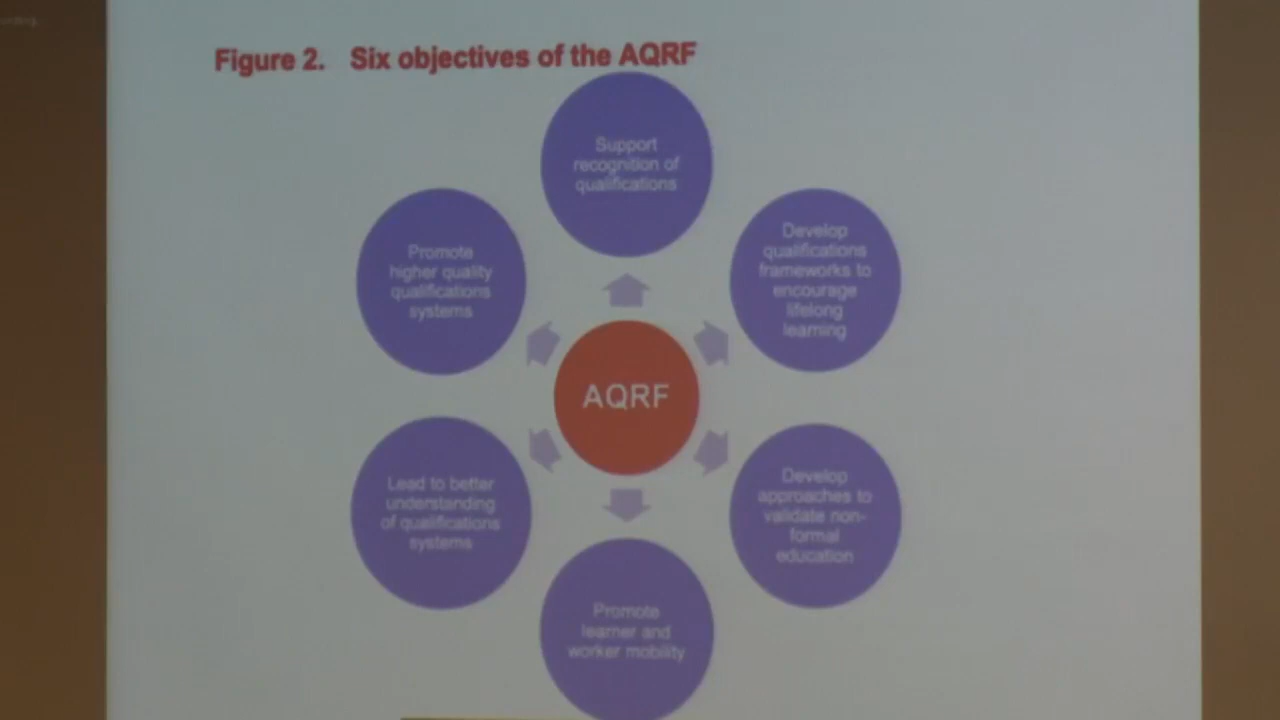 Figure 2. Six objectives of the AQRF
Support
recognition of
qualifications
Develop
qualifications
frameworks to
encourage
lifelong
learning
Develop
approaches to
validate non-
formal
education
Promote
learner and
worker mobility
Lead to better
understanding
of qualifications
systems
Promote
higher quality
qualifications
systems
AQRF